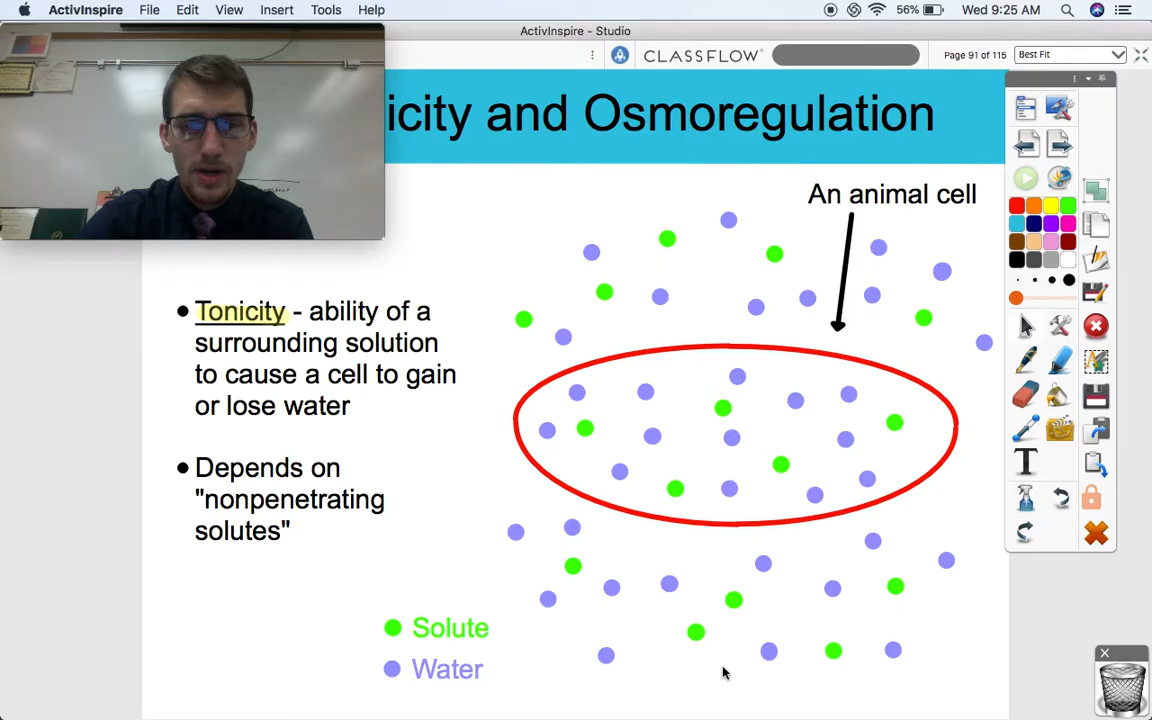 ActivInspire File Edit View Insert Tools Help 56% Wed 9:25 AM
ActivInspire - Studio
CLASSFLOW Page 91 of 115 Best Fit
icity and Osmoregulation
An animal cell
• Tonicity - ability of a
surrounding solution
to cause a cell to gain
or lose water
• Depends on
"nonpenetrating
solutes"
Solute
Water
T